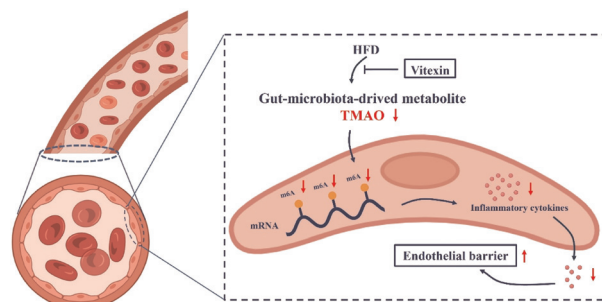 HFD
Vitexin
Gut-microbiota-drived metabolite
TMAO ↓
m6A
m6A
m6A
mRNA
Inflammatory cytokines
Endothelial barrier ↑